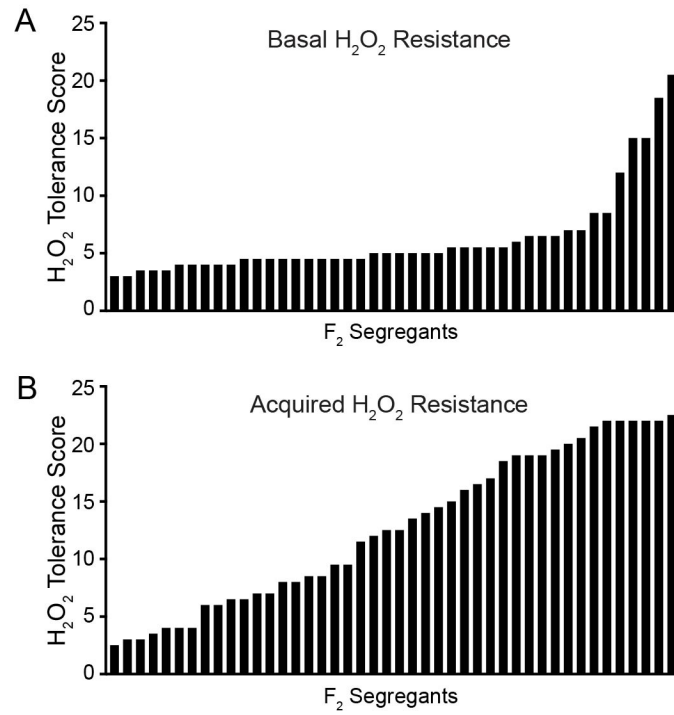 A
Basal H₂O₂ Resistance
H₂O₂ Tolerance Score
25
20
15
10
5
0
F₂ Segregants
B
Acquired H₂O₂ Resistance
H₂O₂ Tolerance Score
25
20
15
10
5
0
F₂ Segregants